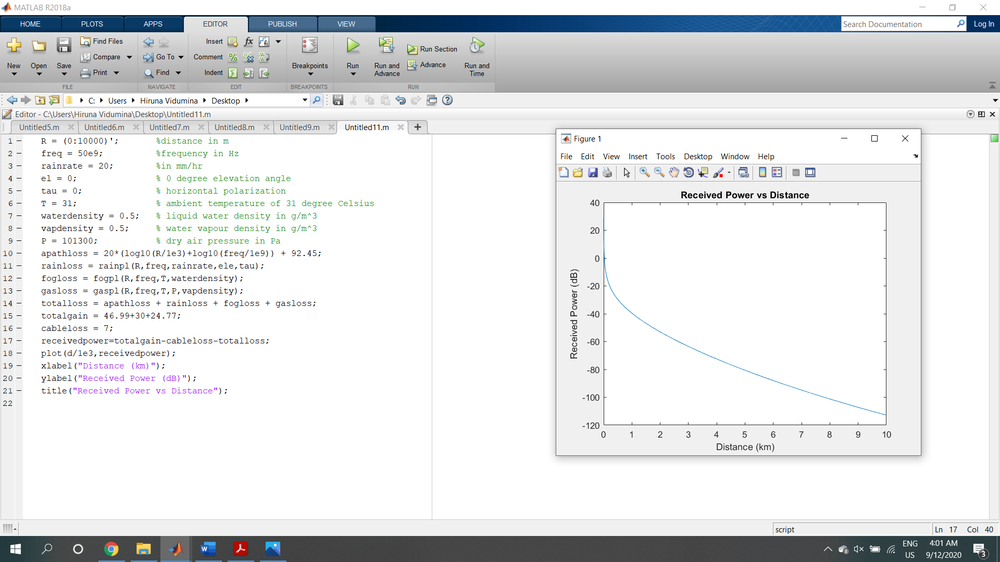 MATLAB R2018a
HOME PLOTS APPS EDITOR PUBLISH VIEW
Search Documentation Log In
Find Files Insert fx fi
Compare Go To Comment Run Section
New Open Save Print Find Indent Breakpoints Run Run and Advance Advance Run and Time
FILE NAVIGATE EDIT BREAKPOINTS RUN
C: Users Hiruna Vidumina Desktop
Editor - C:\Users\Hiruna Vidumina\Desktop\Untitled11.m
Untitled5.m Untitled6.m Untitled7.m Untitled8.m Untitled9.m Untitled11.m
1 – R = (0:10000)'; %distance in m
2 – freq = 50e9; %frequency in Hz
3 – rainrate = 20; %in mm/hr
4 – el = 0; % 0 degree elevation angle
5 – tau = 0; % horizontal polarization
6 – T = 31; % ambient temperature of 31 degree Celsius
7 – waterdensity = 0.5; % liquid water density in g/m^3
8 – vapdensity = 0.5; % water vapour density in g/m^3
9 – P = 101300; % dry air pressure in Pa
10 – apathloss = 20*(log10(R/1e3)+log10(freq/1e9)) + 92.45;
11 – rainloss = rainpl(R,freq,rainrate,ele,tau);
12 – fogloss = fogpl(R,freq,T,waterdensity);
13 – gasloss = gaspl(R,freq,T,P,vapdensity);
14 – totalloss = apathloss + rainloss + fogloss + gasloss;
15 – totalgain = 46.99+30+24.77;
16 – cableloss = 7;
17 – receivedpower=totalgain-cableloss-totalloss;
18 – plot(d/1e3,receivedpower);
19 – xlabel("Distance (km)");
20 – ylabel("Received Power (dB)");
21 – title("Received Power vs Distance");
22
Figure 1
File Edit View Insert Tools Desktop Window Help
Received Power vs Distance
Received Power (dB)
40
20
0
-20
-40
-60
-80
-100
-120
0 1 2 3 4 5 6 7 8 9 10
Distance (km)
script Ln 17 Col 40
ENG
US
4:01 AM
9/12/2020
3